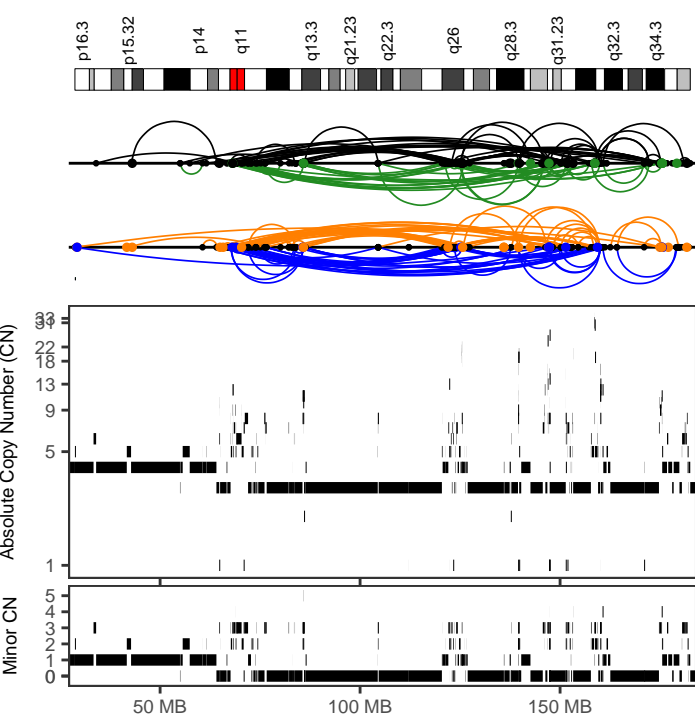 p16.3
p15.32
p14
q11
q13.3
q21.23
q22.3
q26
q28.3
q31.23
q32.3
q34.3
Absolute Copy Number (CN)
33
31
22
18
13
9
5
1
Minor CN
5
4
3
2
1
0
50 MB
100 MB
150 MB